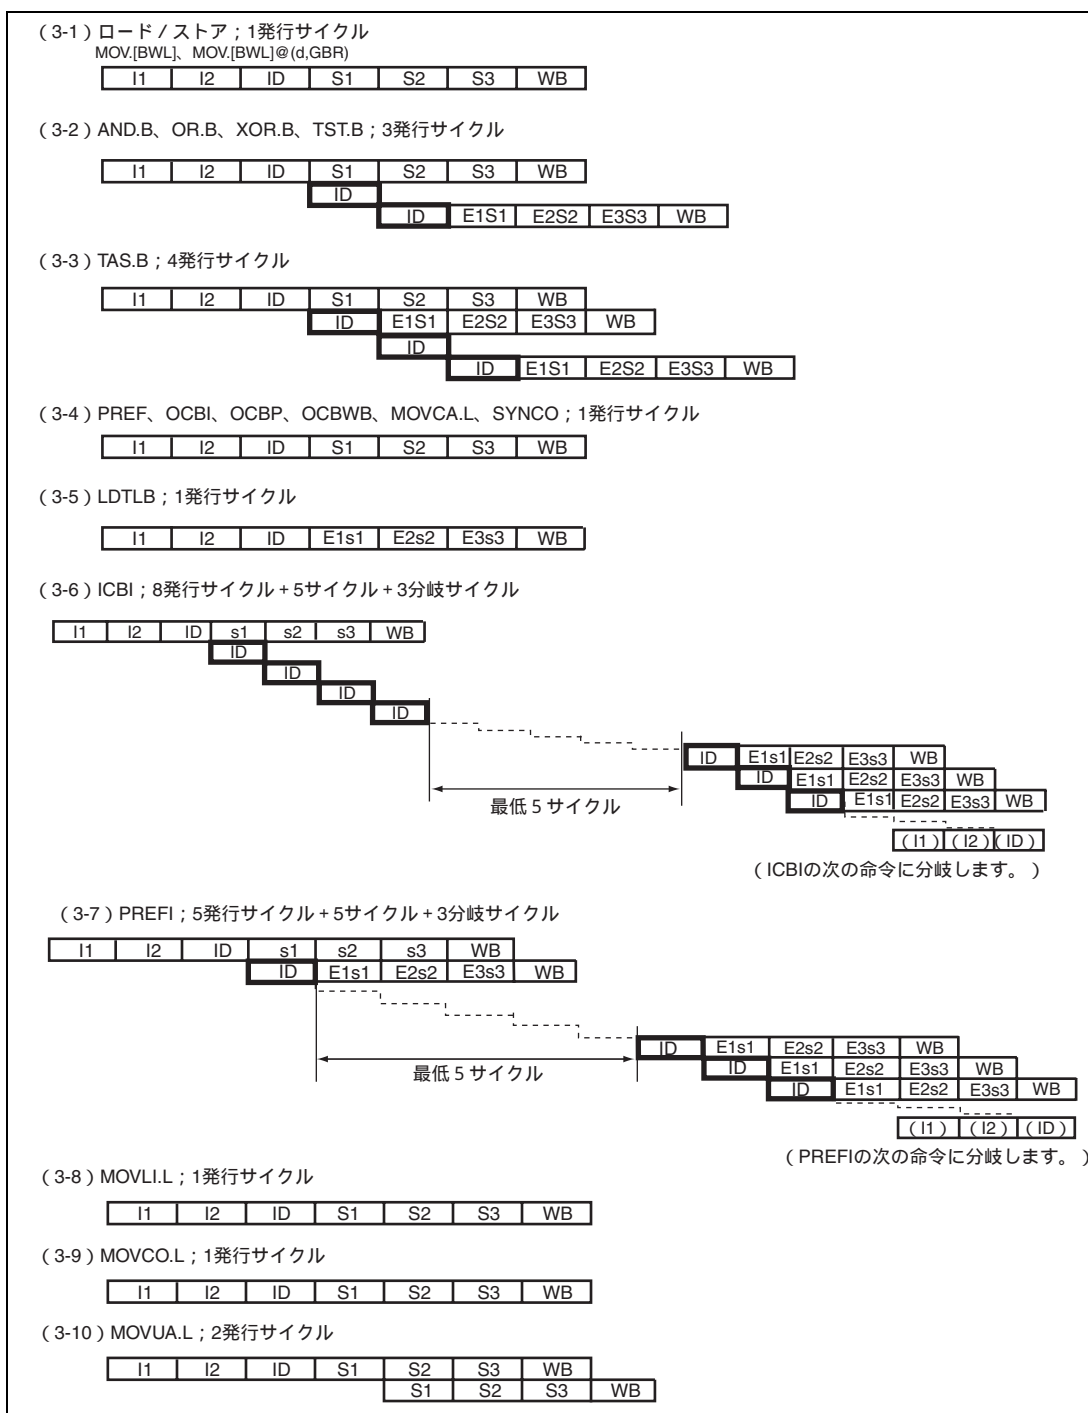 （3-1）ロード / ストア；1発行サイクル
MOV.[BWL]、MOV.[BWL]@(d,GBR)
I1 I2 ID S1 S2 S3 WB
（3-2）AND.B、OR.B、XOR.B、TST.B；3発行サイクル
I1 I2 ID S1 S2 S3 WB
ID
ID E1S1 E2S2 E3S3 WB
（3-3）TAS.B；4発行サイクル
I1 I2 ID S1 S2 S3 WB
ID E1S1 E2S2 E3S3 WB
ID
ID E1S1 E2S2 E3S3 WB
（3-4）PREF、OCBI、OCBP、OCBWB、MOVCA.L、SYNCO；1発行サイクル
I1 I2 ID S1 S2 S3 WB
（3-5）LDTLB；1発行サイクル
I1 I2 ID E1s1 E2s2 E3s3 WB
（3-6）ICBI；8発行サイクル + 5サイクル + 3分岐サイクル
I1 I2 ID s1 s2 s3 WB
ID
ID
ID
ID
ID E1s1 E2s2 E3s3 WB
ID E1s1 E2s2 E3s3 WB
最低 5 サイクル ID E1s1 E2s2 E3s3 WB
（I1）（I2）（ID）
（ICBIの次の命令に分岐します。）
（3-7）PREFI；5発行サイクル + 5サイクル + 3分岐サイクル
I1 I2 ID s1 s2 s3 WB
ID E1s1 E2s2 E3s3 WB
ID E1s1 E2s2 E3s3 WB
最低 5 サイクル ID E1s1 E2s2 E3s3 WB
ID E1s1 E2s2 E3s3 WB
（I1）（I2）（ID）
（PREFIの次の命令に分岐します。）
（3-8）MOVLI.L；1発行サイクル
I1 I2 ID S1 S2 S3 WB
（3-9）MOVCO.L；1発行サイクル
I1 I2 ID S1 S2 S3 WB
（3-10）MOVUA.L；2発行サイクル
I1 I2 ID S1 S2 S3 WB
S1 S2 S3 WB